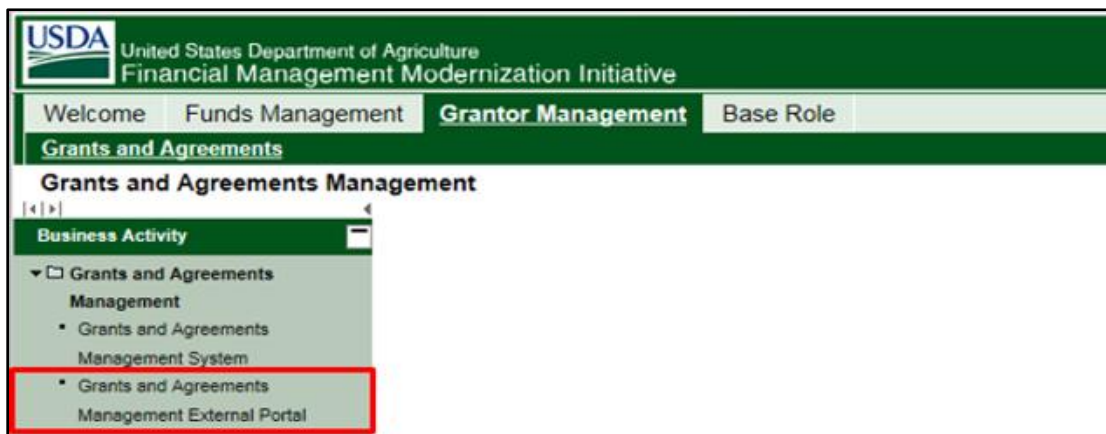 USDA
United States Department of Agriculture
Financial Management Modernization Initiative
Welcome Funds Management Grantor Management Base Role
Grants and Agreements
Grants and Agreements Management
Business Activity
Grants and Agreements
Management
Grants and Agreements
Management System
Grants and Agreements
Management External Portal